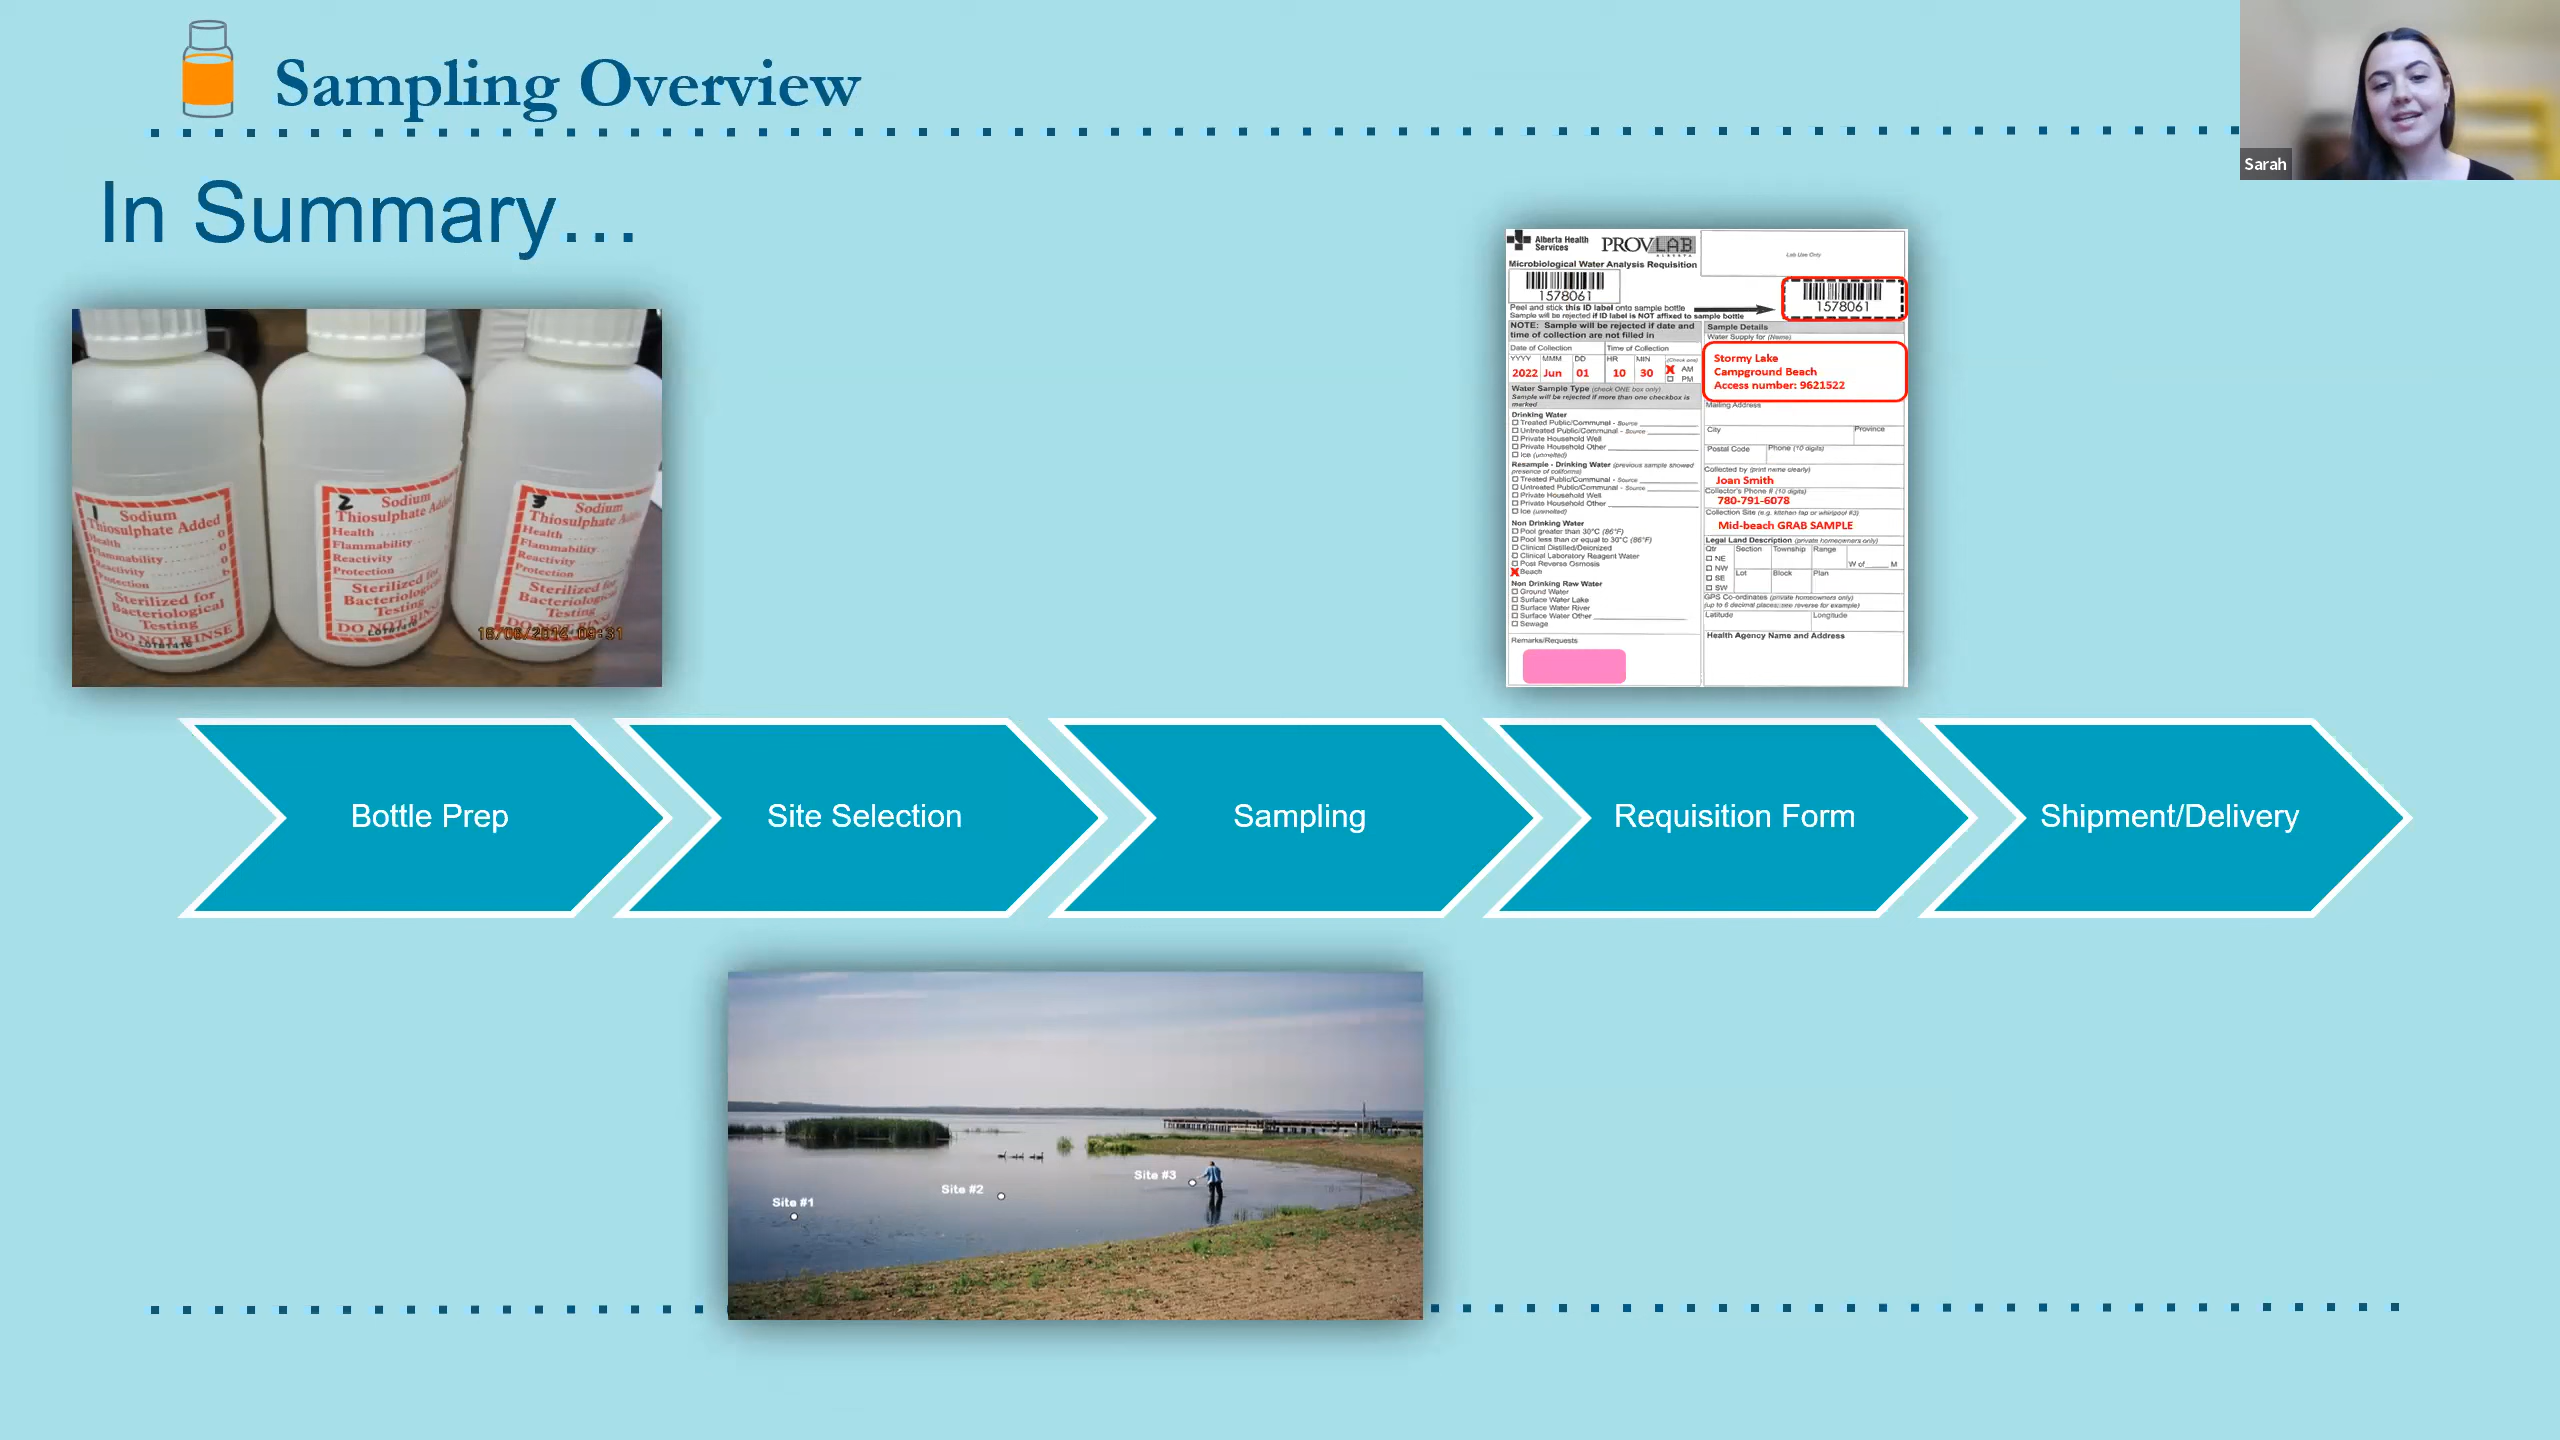 Sampling Overview
Sarah
In Summary...
1 Sodium
Thiosulphate Added
Health 0
Flammability 0
Reactivity 0
Protection
Sterilized for
Bacteriological
Testing
DO NOT RINSE
2 Sodium
Thiosulphate Added
Health
Flammability
Reactivity
Protection
Sterilized for
Bacteriological
Testing
DO NOT RINSE
3 Sodium
Thiosulphate
Health
Flammability
Reactivity
Protection
Sterilized for
Bacteriological
Testing
DO NOT RINSE
Alberta Health
Services
PROVLAB
ALBERTA
Lab Use Only
Microbiological Water Analysis Requisition
1578061
1578061
Peel and stick this ID label onto sample bottle
Sample will be rejected if ID label is NOT affixed to sample bottle
NOTE: Sample will be rejected if date and
time of collection are not filled in
Date of Collection Time of Collection
YYYY MMM DD HR MIN (Check one)
2022 Jun 01 10 30 X AM
PM
Water Sample Type (check ONE box only)
Sample will be rejected if more than one checkbox is
marked
Drinking Water
Treated Public/Communal - Source
Untreated Public/Communal - Source
Private Household Well
Private Household Other
Ice (unmelted)
Resample - Drinking Water (previous sample showed
presence of coliforms)
Treated Public/Communal - Source
Untreated Public/Communal - Source
Private Household Well
Private Household Other
Ice (unmelted)
Non Drinking Water
Pool greater than 30°C (86°F)
Pool less than or equal to 30°C (86°F)
Clinical Distilled/Deionized
Clinical Laboratory Reagent Water
Post Reverse Osmosis
X Beach
Non Drinking Raw Water
Ground Water
Surface Water Lake
Surface Water River
Surface Water Other
Sewage
Remarks/Requests
Sample Details
Water Supply for (Name)
Stormy Lake
Campground Beach
Access number: 9621522
Mailing Address
City Province
Postal Code Phone (10 digits)
Collected by (print name clearly)
Joan Smith
Collector's Phone # (10 digits)
780-791-6078
Collection Site (e.g. kitchen tap or whirlpool #3)
Mid-beach GRAB SAMPLE
Legal Land Description (private homeowners only)
Qtr Section Township Range
NE
NW W of M
SE Lot Block Plan
SW
GPS Co-ordinates (private homeowners only)
(up to 6 decimal places;see reverse for example)
Latitude Longitude
Health Agency Name and Address
Bottle Prep
Site Selection
Sampling
Requisition Form
Shipment/Delivery
Site #1
Site #2
Site #3